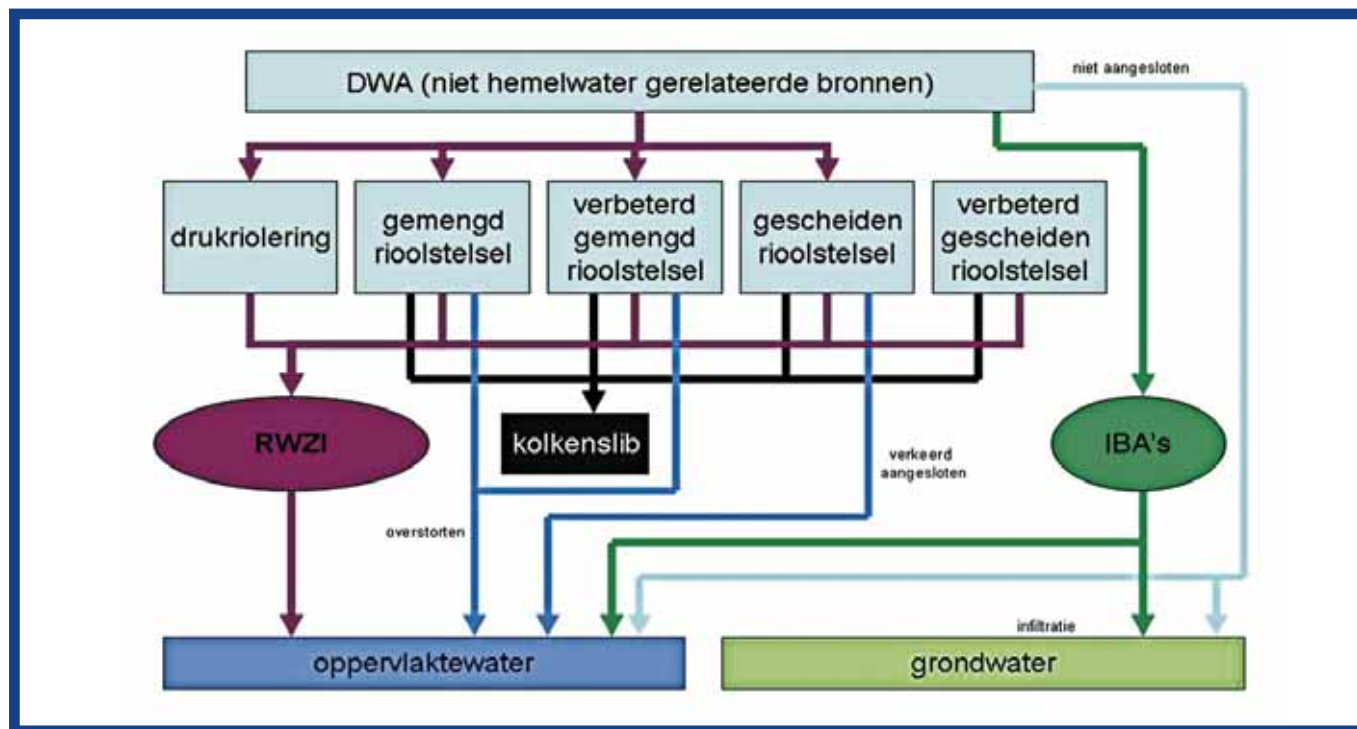 DWA (niet hemelwater gerelateerde bronnen)
niet aangesloten
drukriolering
gemengd
rioolstelsel
verbeterd
gemengd
rioolstelsel
gescheiden
rioolstelsel
verbeterd
gescheiden
rioolstelsel
RWZI
kolkenslib
verkeerd
aangesloten
IBA's
overstorten
infiltratie
oppervlaktewater
grondwater